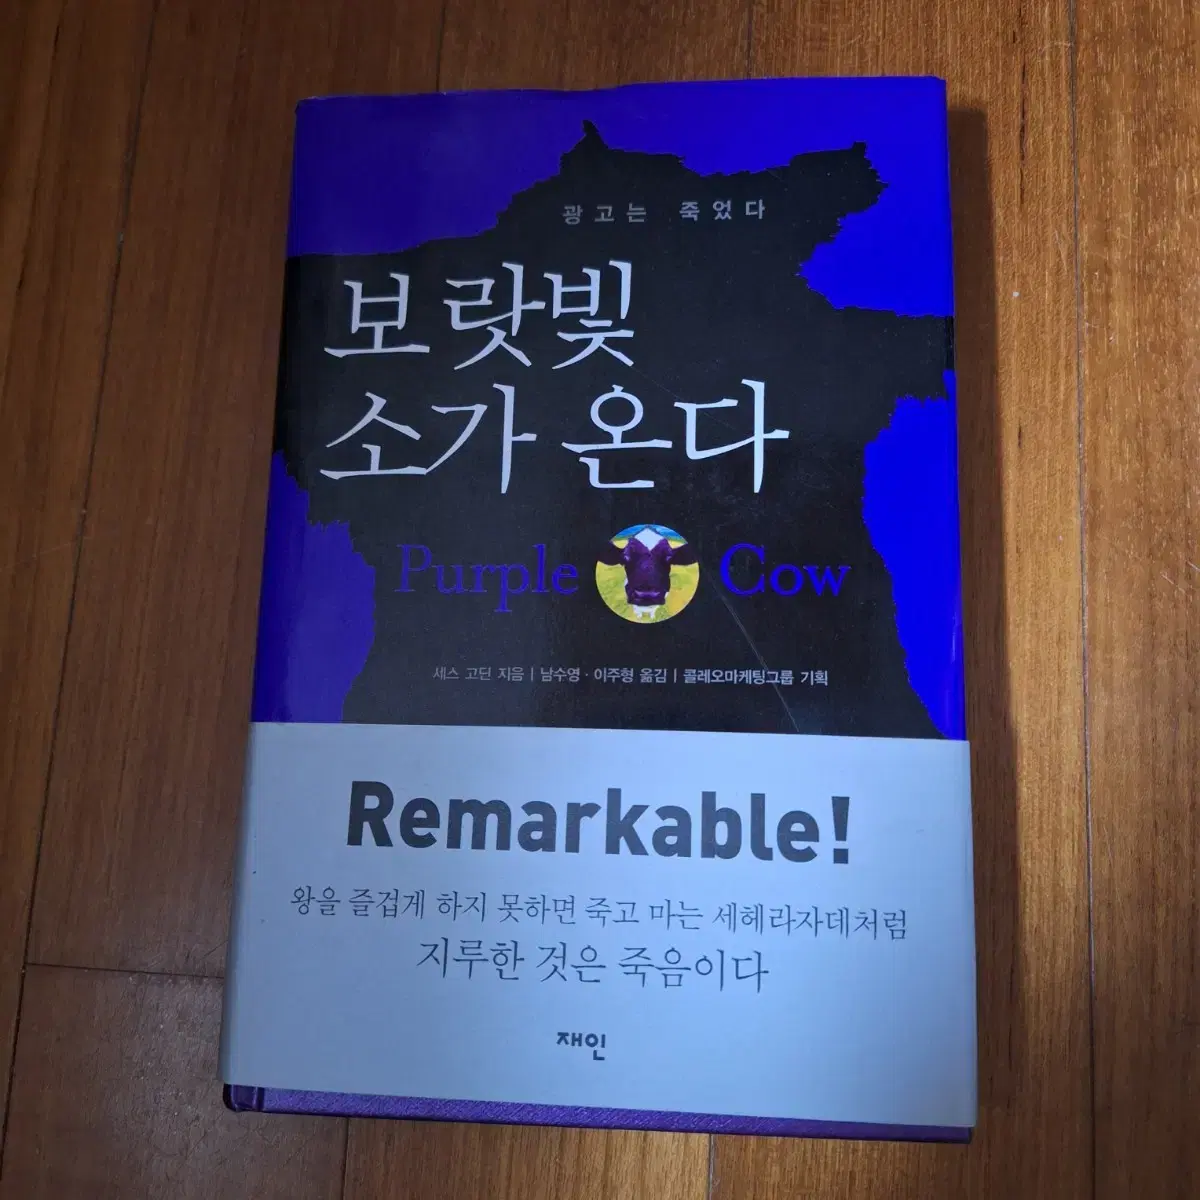 광고는 죽었다
보랏빛
소가 온다
Purple Cow
세스 고딘 지음 | 남수영 · 이주형 옮김 | 콜레오마케팅그룹 기획
Remarkable!
왕을 즐겁게 하지 못하면 죽고 마는 세헤라자데처럼
지루한 것은 죽음이다
재인